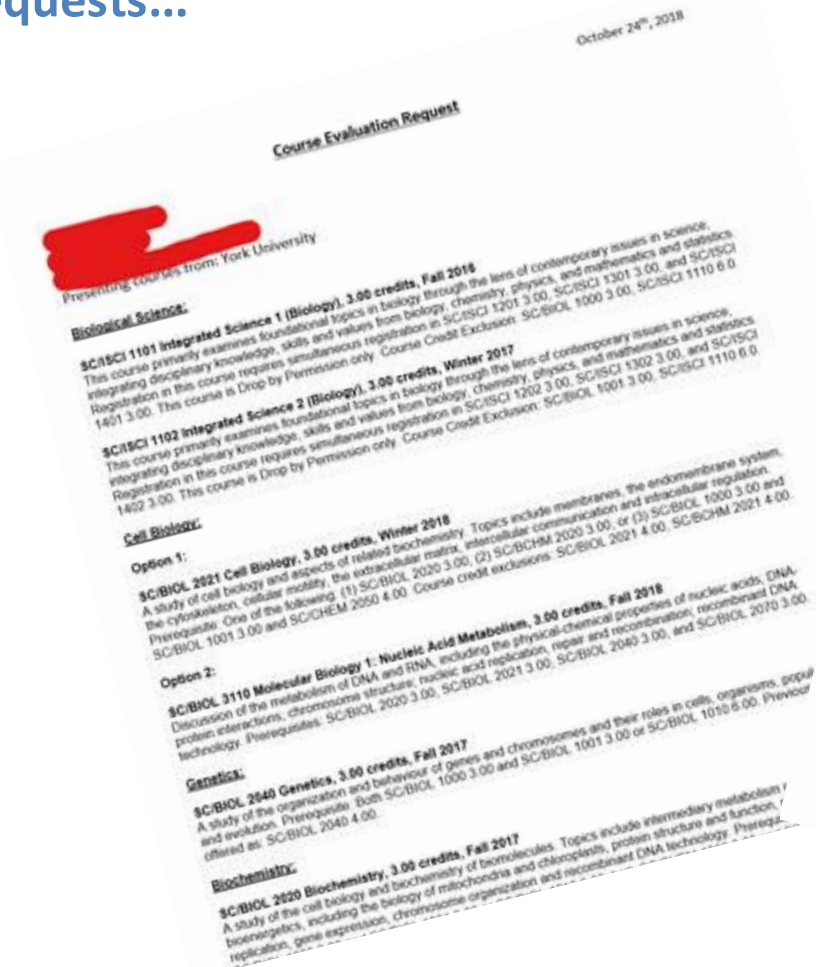 equests...
October 24th, 2018
Course Evaluation Request
Presenting courses from: York University
Biological Science:
SC/ISCI 1101 Integrated Science 1 (Biology), 3.00 credits, Fall 2016
This course primarily examines foundational topics in biology through the lens of contemporary issues in science,
integrating disciplinary knowledge, skills and values from biology, chemistry, physics, and mathematics and statistics.
Registration in this course requires simultaneous registration in SC/ISCI 1201 3.00, SC/ISCI 1301 3.00, and SC/ISCI
1401 3.00. This course is Drop by Permission only. Course Credit Exclusion: SC/BIOL 1000 3.00, SC/ISCI 1110 6.0.
SC/ISCI 1102 Integrated Science 2 (Biology), 3.00 credits, Winter 2017
This course primarily examines foundational topics in biology through the lens of contemporary issues in science,
integrating disciplinary knowledge, skills and values from biology, chemistry, physics, and mathematics and statistics.
Registration in this course requires simultaneous registration in SC/ISCI 1202 3.00, SC/ISCI 1302 3.00, and SC/ISCI
1402 3.00. This course is Drop by Permission only. Course Credit Exclusion: SC/BIOL 1001 3.00, SC/ISCI 1110 6.0.
Cell Biology:
Option 1:
SC/BIOL 2021 Cell Biology, 3.00 credits, Winter 2018
A study of cell biology and aspects of related biochemistry. Topics include membranes, the endomembrane system,
the cytoskeleton, cellular motility, the extracellular matrix, intercellular communication and intracellular regulation.
Prerequisite: One of the following: (1) SC/BIOL 2020 3.00, (2) SC/BCHM 2020 3.00, or (3) SC/BIOL 1000 3.00 and
SC/BIOL 1001 3.00 and SC/CHEM 2050 4.00. Course credit exclusions: SC/BIOL 2021 4.00, SC/BCHM 2021 4.00.
Option 2:
SC/BIOL 3110 Molecular Biology 1: Nucleic Acid Metabolism, 3.00 credits, Fall 2018
Discussion of the metabolism of DNA and RNA, including the physical-chemical properties of nucleic acids, DNA-
protein interactions, chromosome structure, nucleic acid replication, repair and recombination; recombinant DNA
technology. Prerequisites: SC/BIOL 2020 3.00, SC/BIOL 2021 3.00, SC/BIOL 2040 3.00, and SC/BIOL 2070 3.00.
Genetics:
SC/BIOL 2040 Genetics, 3.00 credits, Fall 2017
A study of the organization and behaviour of genes and chromosomes and their roles in cells, organisms, popul
and evolution. Prerequisite: Both SC/BIOL 1000 3.00 and SC/BIOL 1001 3.00 or SC/BIOL 1010 6.00. Previou
offered as: SC/BIOL 2040 4.00.
Biochemistry:
SC/BIOL 2020 Biochemistry, 3.00 credits, Fall 2017
A study of the cell biology and biochemistry of biomolecules. Topics include intermediary metabolism
bioenergetics, including the biology of mitochondria and chloroplasts, protein structure and function,
replication, gene expression, chromosome organization and recombinant DNA technology. Prerequi